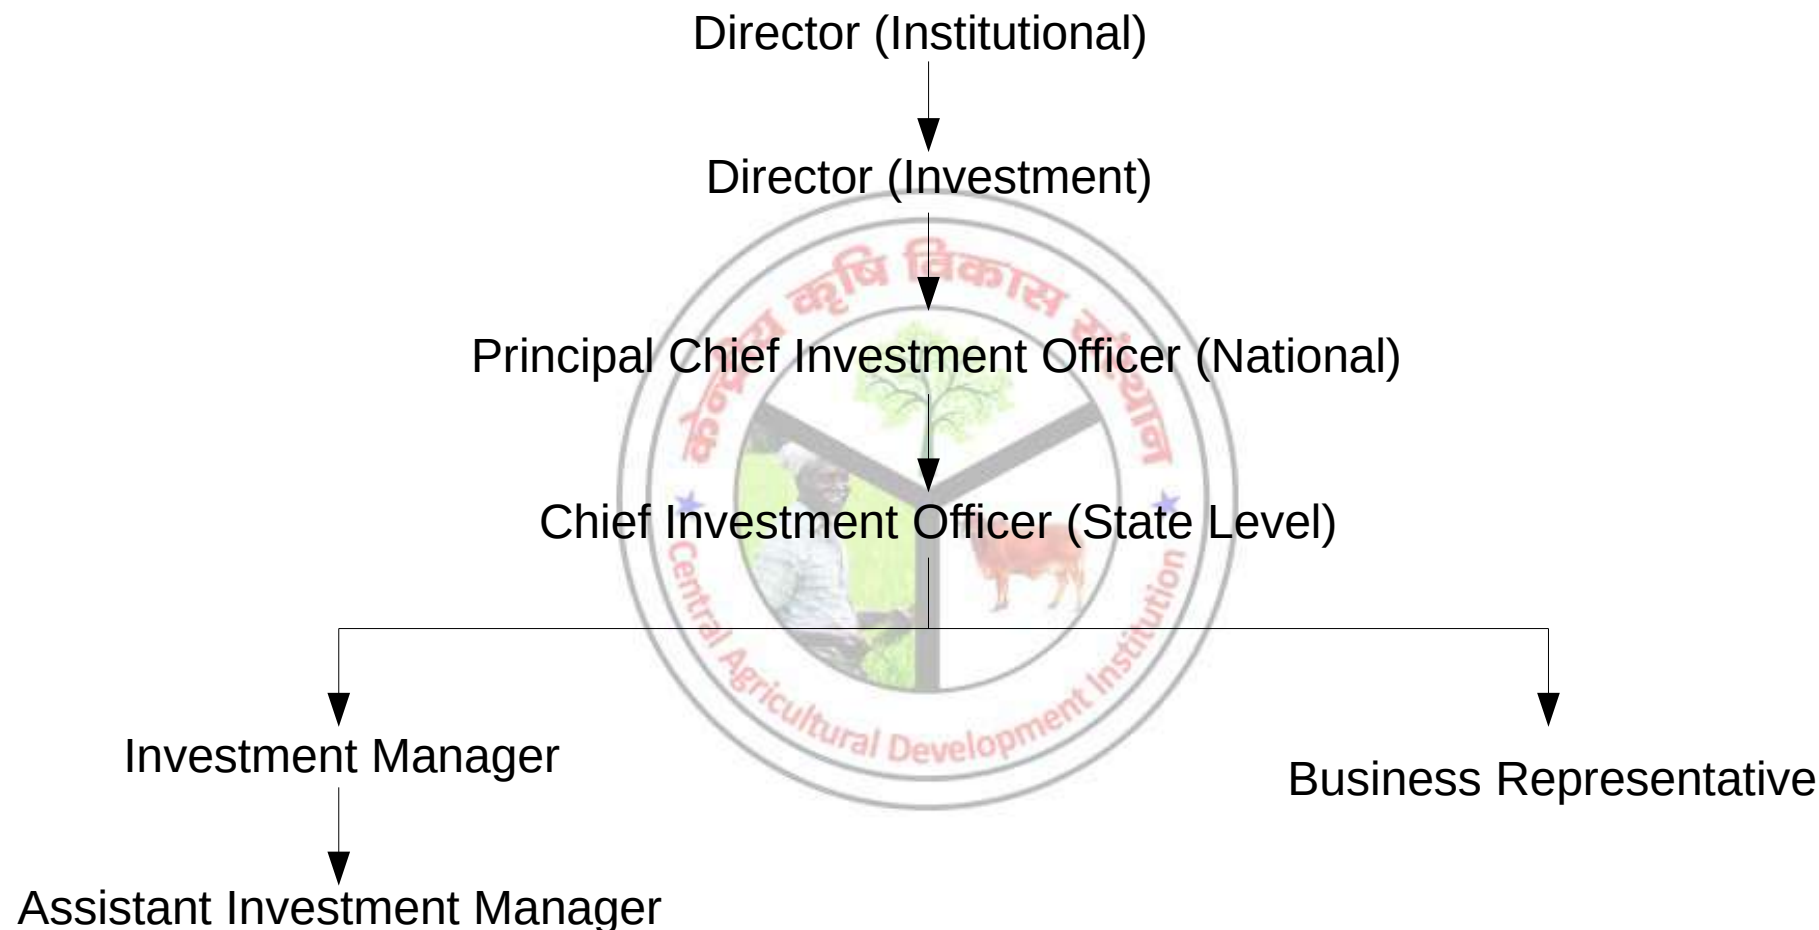 Director (Institutional)
Director (Investment)
केन्द्रीय कृषि विकास संस्थान
Principal Chief Investment Officer (National)
Chief Investment Officer (State Level)
Central Agricultural Development Institution
Investment Manager
Business Representative
Assistant Investment Manager